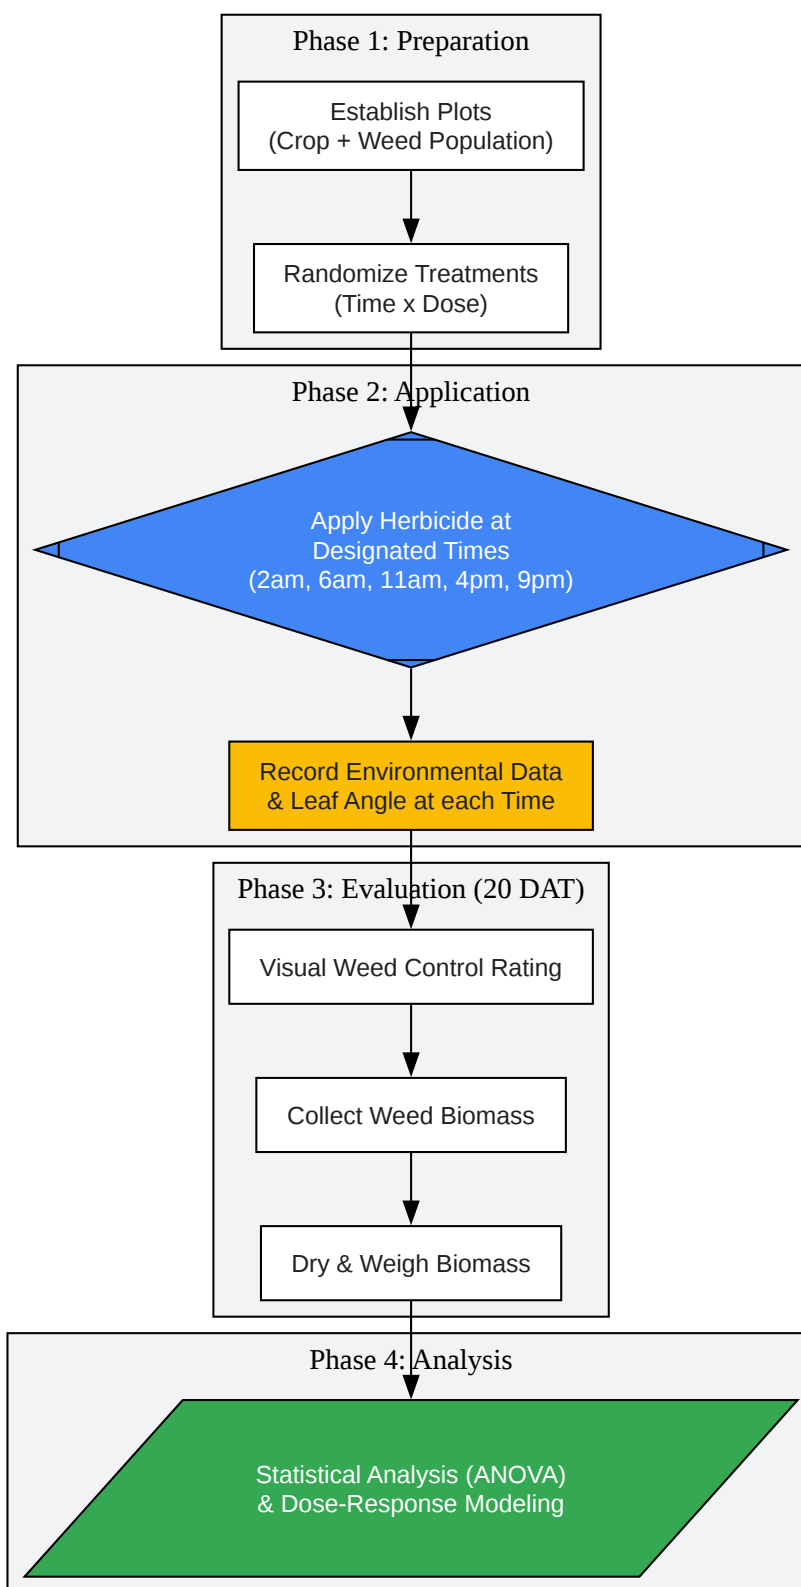 Phase 1: Preparation
Establish Plots
(Crop + Weed Population)
Randomize Treatments
(Time x Dose)
Phase 2: Application
Apply Herbicide at
Designated Times
(2am, 6am, 11am, 4pm, 9pm)
Record Environmental Data
& Leaf Angle at each Time
Phase 3: Evaluation (20 DAT)
Visual Weed Control Rating
Collect Weed Biomass
Dry & Weigh Biomass
Phase 4: Analysis
Statistical Analysis (ANOVA)
& Dose-Response Modeling